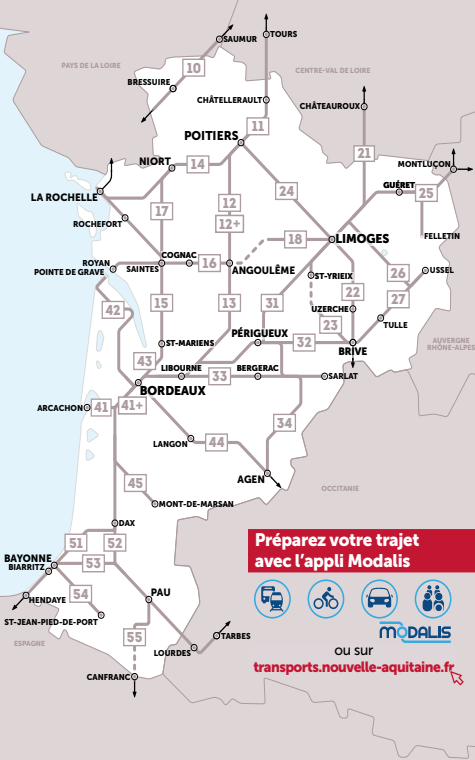 SAUMUR
TOURS
PAYS DE LA LOIRE
10
CENTRE-VAL DE LOIRE
BRESSUIRE
CHÂTELLERAULT
CHÂTEAUROUX
11
POITIERS
NIORT
14
21
MONTLUÇON
LA ROCHELLE
24
GUÉRET
25
17
12
12+
ROCHEFORT
18
LIMOGES
FELLETIN
ROYAN
POINTE DE GRAVE
SAINTES
COGNAC
16
ANGOULÊME
ST-YRIEIX
26
USSEL
42
15
13
31
22
27
UZERCHE
23
TULLE
ST-MARIENS
PÉRIGUEUX
32
BRIVE
AUVERGNE
RHÔNE-ALPES
43
LIBOURNE
33
BERGERAC
SARLAT
BORDEAUX
ARCACHON
41
41+
34
LANGON
44
AGEN
45
OCCITANIE
MONT-DE-MARSAN
DAX
51
52
BAYONNE
BIARRITZ
53
54
HENDAYE
PAU
ST-JEAN-PIED-DE-PORT
55
TARBES
ESPAGNE
LOURDES
CANFRANC
Préparez votre trajet
avec l'appli Modalis
MODALIS
ou sur
transports.nouvelle-aquitaine.fr